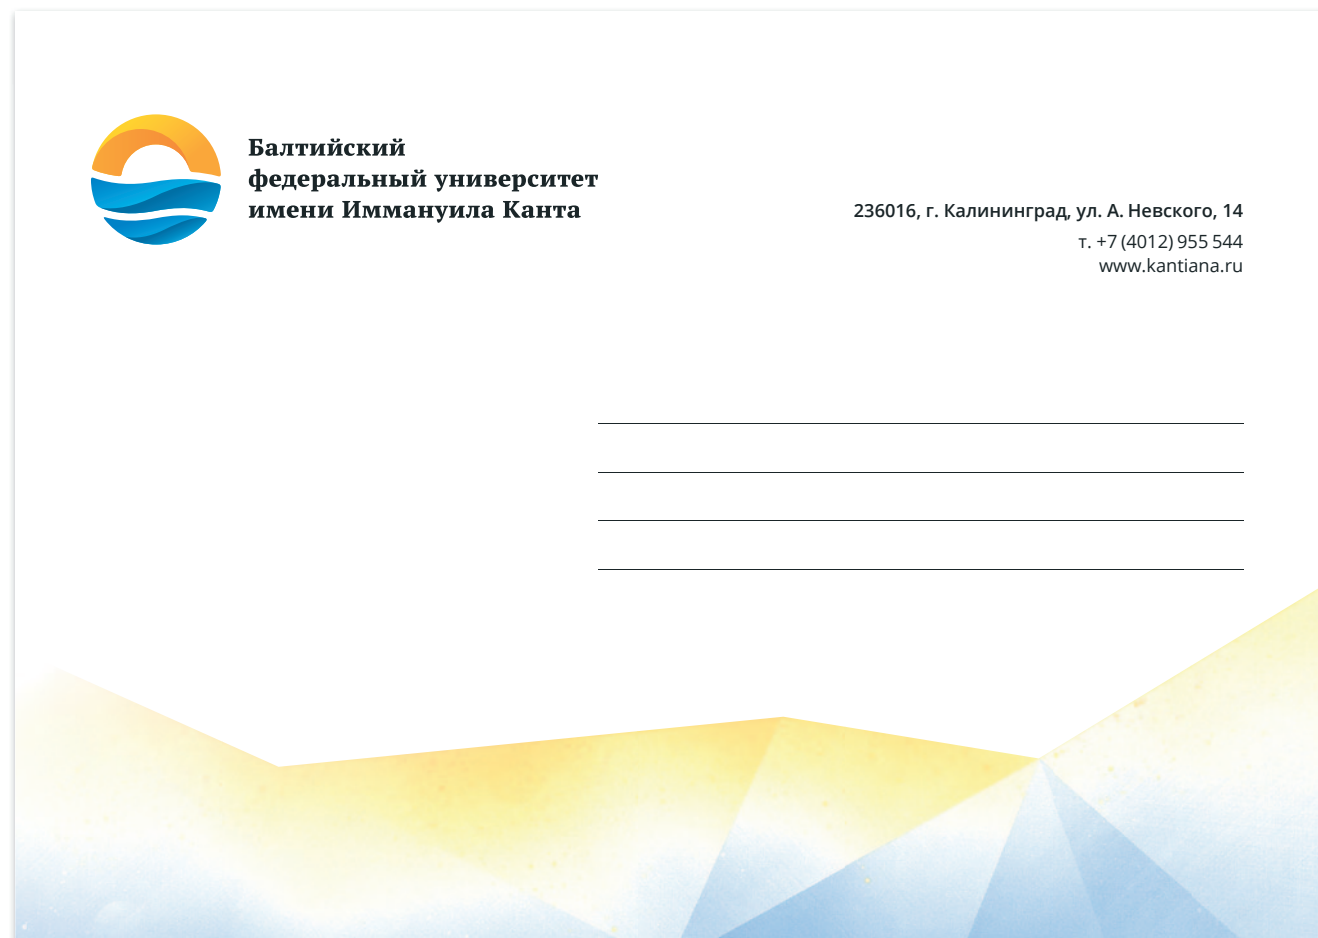 Балтийский
федеральный университет
имени Иммануила Канта
236016, г. Калининград, ул. А. Невского, 14
т. +7 (4012) 955 544
www.kantiana.ru